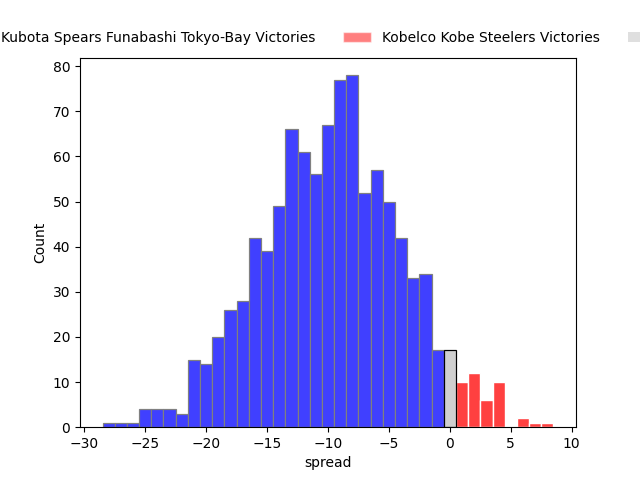 Kubota Spears Funabashi Tokyo-Bay Victories Kobelco Kobe Steelers Victories
80
70
60
50
40
30
20
10
0
Count
−30 −25 −20 −15 −10 −5 0 5 10
spread